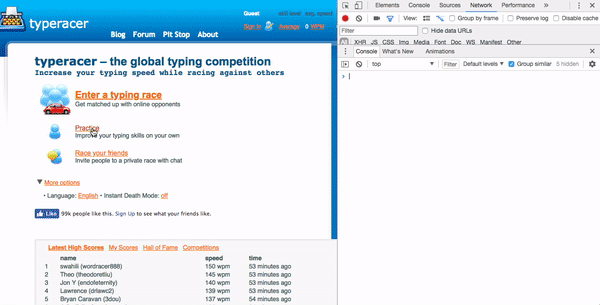 typeracer
Guest skill level avg. speed
Sign In Average 0 WPM
Blog Forum Pit Stop About
typeracer – the global typing competition
Increase your typing speed while racing against others
Enter a typing race
Get matched up with online opponents
Practice
Improve your typing skills on your own
Race your friends
Invite people to a private race with chat
▼ More options
• Language: English • Instant Death Mode: off
Like 99k people like this. Sign Up to see what your friends like.
Latest High Scores My Scores Hall of Fame Competitions
name speed time
1 swahili (wordracer888) 150 wpm 53 minutes ago
2 Theo (theodoretliu) 145 wpm 53 minutes ago
3 Jon Y (endofternity) 140 wpm 53 minutes ago
4 Lawrence (drlawc2) 139 wpm 53 minutes ago
5 Bryan Caravan (3dou) 137 wpm 54 minutes ago
Elements Console Sources Network Performance »
View: Group by frame Preserve log Disable cache
Filter Hide data URLs
All XHR JS CSS Img Media Font Doc WS Manifest Other
Console What's New Animations
top Filter Default levels ▼ Group similar 5 hidden
>